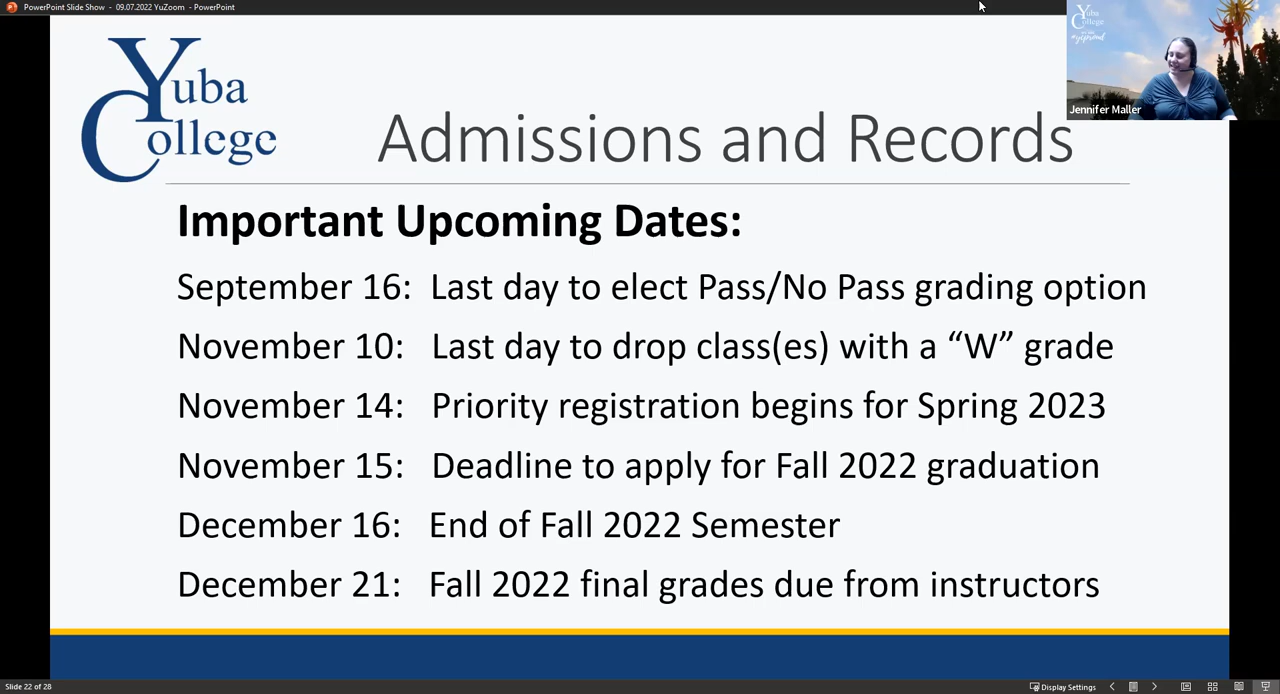 PowerPoint Slide Show - 09.07.2022 YuZoom - PowerPoint
Yuba
College
#ycproud
Jennifer Maller
Yuba
College
Admissions and Records
Important Upcoming Dates:
September 16: Last day to elect Pass/No Pass grading option
November 10: Last day to drop class(es) with a “W” grade
November 14: Priority registration begins for Spring 2023
November 15: Deadline to apply for Fall 2022 graduation
December 16: End of Fall 2022 Semester
December 21: Fall 2022 final grades due from instructors
Slide 22 of 28
Display Settings